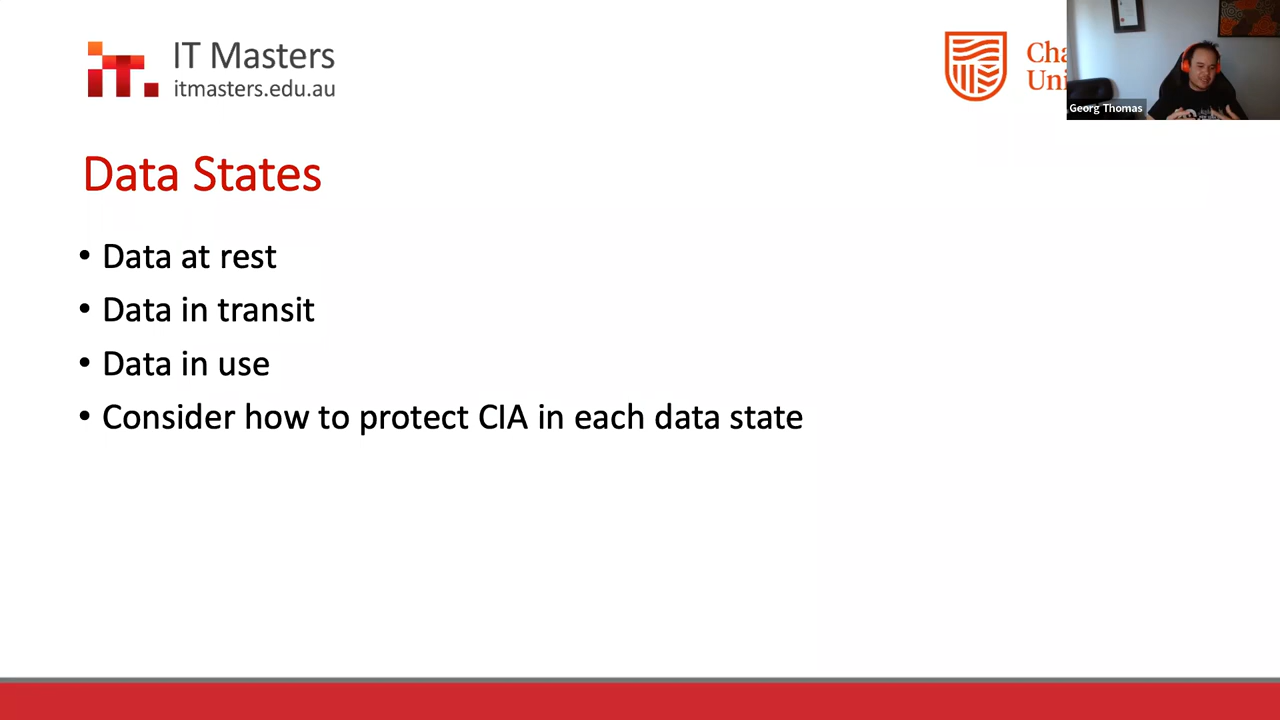 IT Masters
itmasters.edu.au
Georg Thomas
Data States
• Data at rest
• Data in transit
• Data in use
• Consider how to protect CIA in each data state